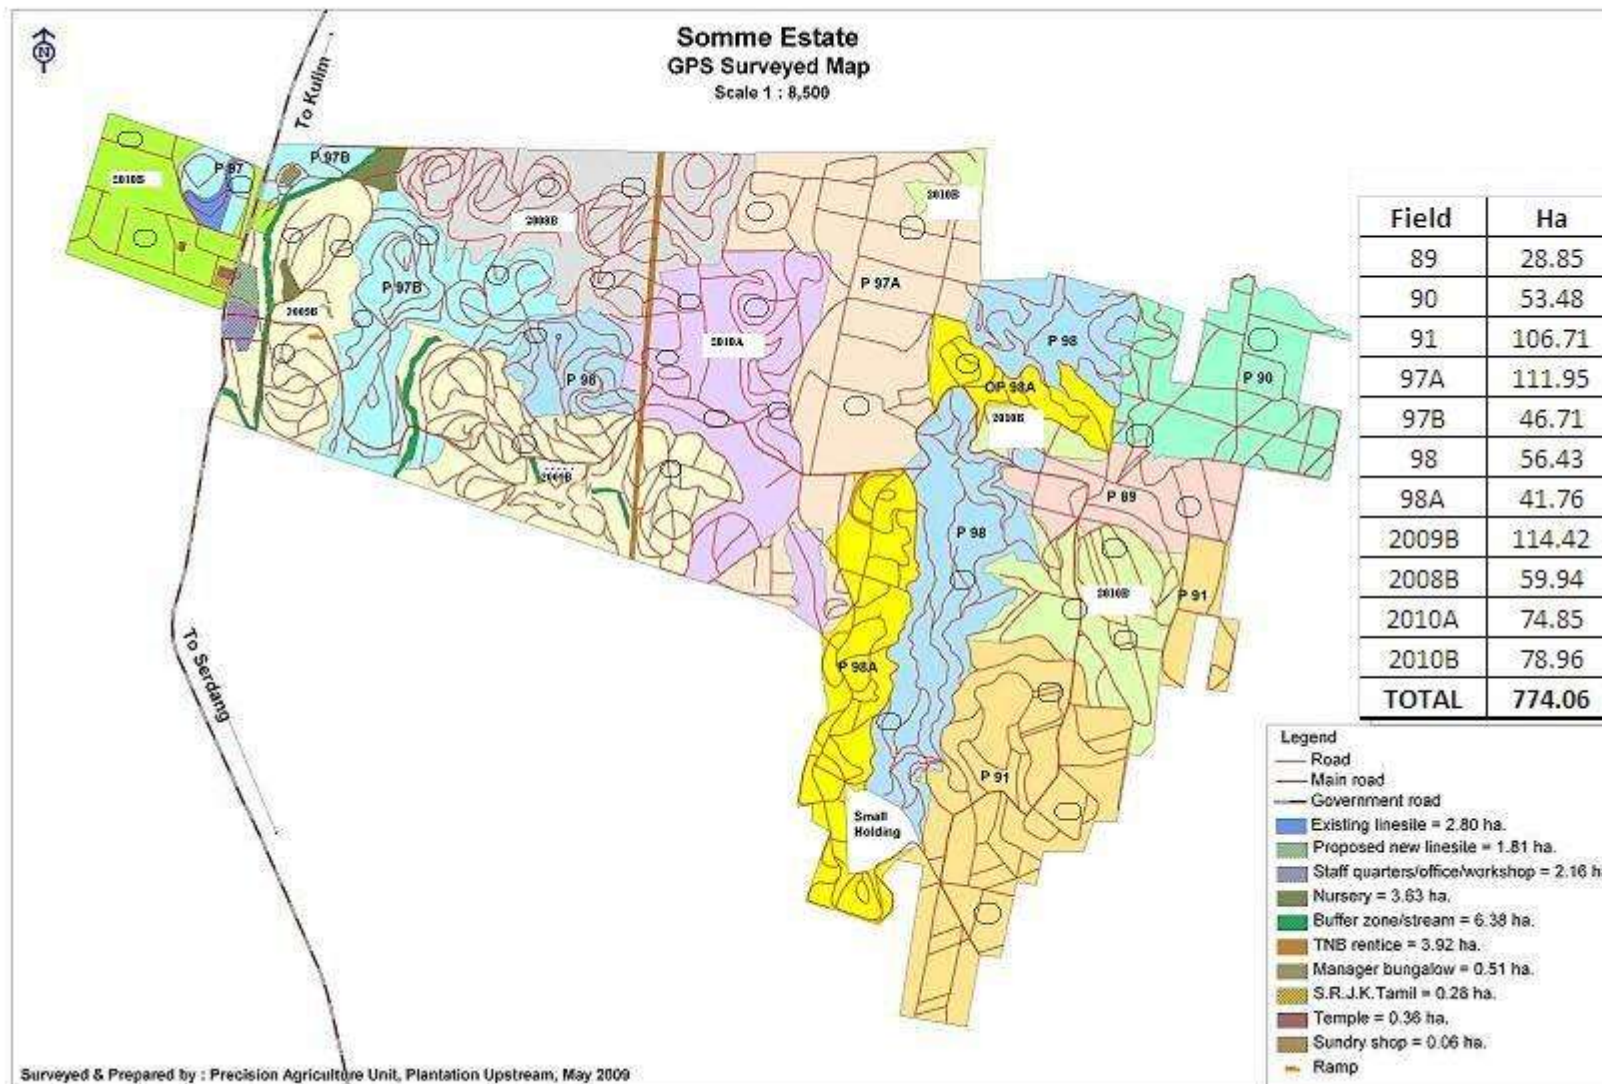 N
Somme Estate
GPS Surveyed Map
Scale 1 : 8,500
To Kulim
P 97B
P 97
2010B
2008B
2010B
P 97B
P 97A
2009B
2010A
P 98
P 98
P 90
OP 98A
2010B
2009B
P 89
P 98
2010B
P 91
To Serdang
P 98A
P 91
Small
Holding
Field Ha
89 28.85
90 53.48
91 106.71
97A 111.95
97B 46.71
98 56.43
98A 41.76
2009B 114.42
2008B 59.94
2010A 74.85
2010B 78.96
TOTAL 774.06
Legend
Road
Main road
Government road
Existing linesite = 2.80 ha.
Proposed new linesite = 1.81 ha.
Staff quarters/office/workshop = 2.16 h
Nursery = 3.63 ha.
Buffer zone/stream = 6.38 ha.
TNB rentice = 3.92 ha.
Manager bungalow = 0.51 ha.
S.R.J.K.Tamil = 0.28 ha.
Temple = 0.36 ha.
Sundry shop = 0.06 ha.
Ramp
Surveyed & Prepared by : Precision Agriculture Unit, Plantation Upstream, May 2009